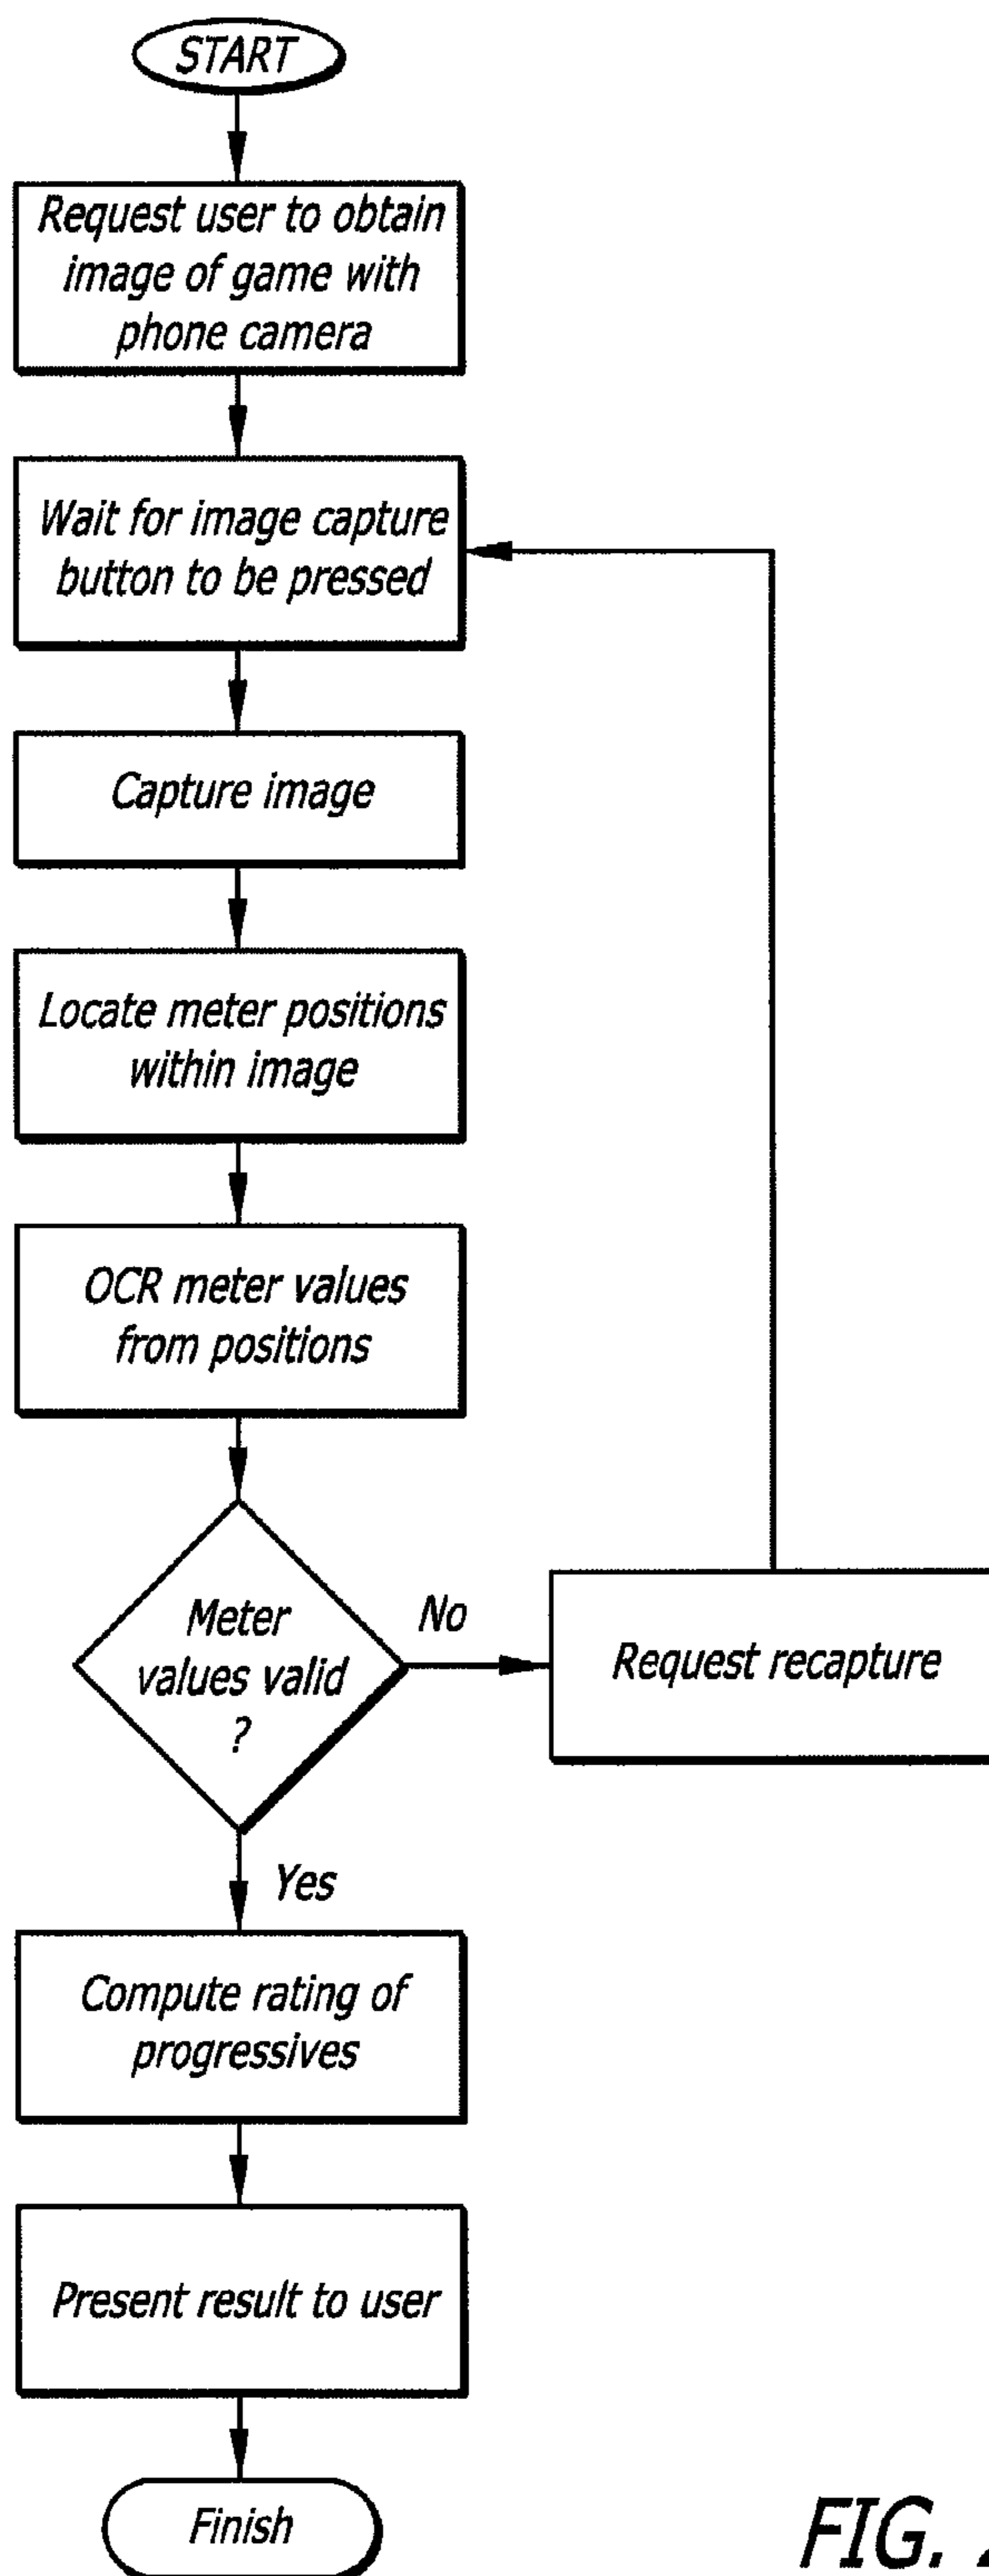 START
Request user to obtain
image of game with
phone camera
Wait for image capture
button to be pressed
Capture image
Locate meter positions
within image
OCR meter values
from positions
Meter
values valid
?
No
Request recapture
Yes
Compute rating of
progressives
Present result to user
Finish
FIG.